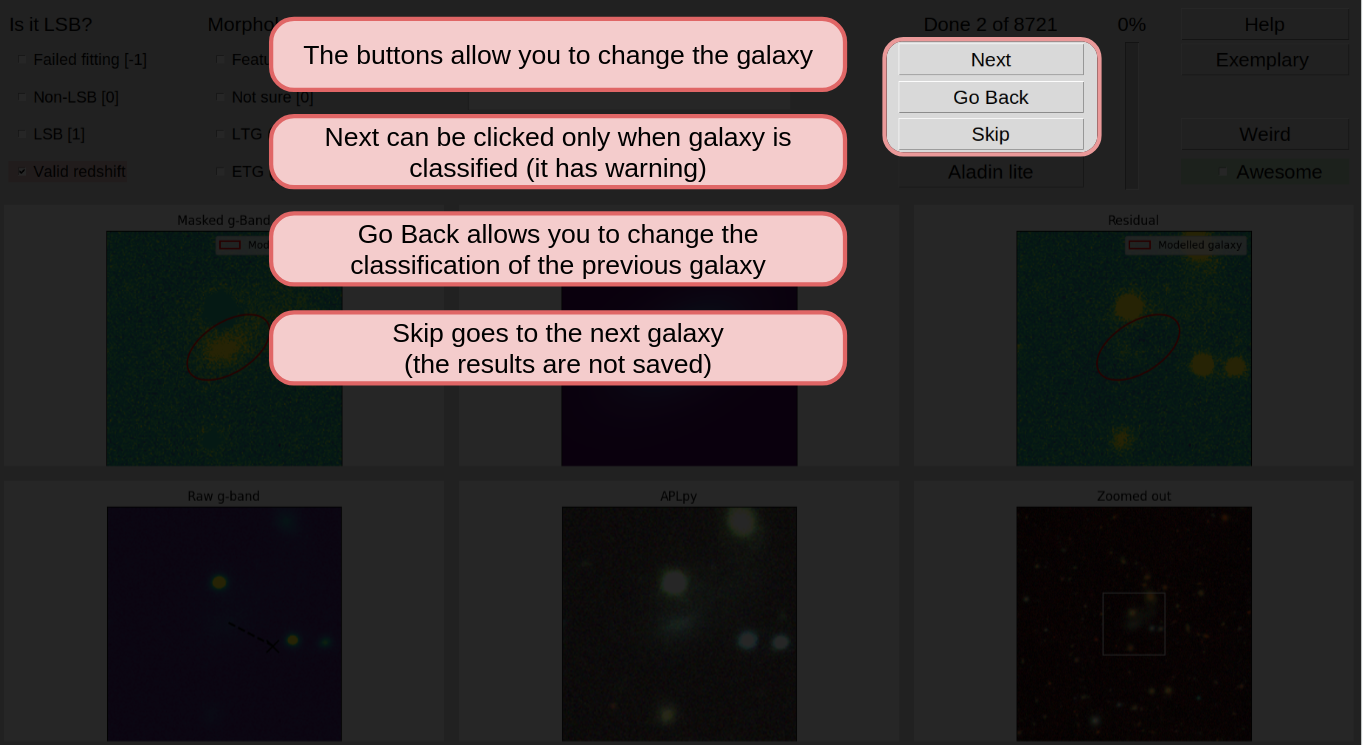 Is it LSB?
Failed fitting [-1]
Non-LSB [0]
LSB [1]
Valid redshift
Morphol
Featu
Not sure [0]
LTG
ETG
The buttons allow you to change the galaxy
Next can be clicked only when galaxy is
classified (it has warning)
Go Back allows you to change the
classification of the previous galaxy
Skip goes to the next galaxy
(the results are not saved)
Done 2 of 8721
Next
Go Back
Skip
Aladin lite
0%
Help
Exemplary
Weird
Awesome
Masked g-Band
Mod
Residual
Modelled galaxy
Raw g-band
APLpy
Zoomed out